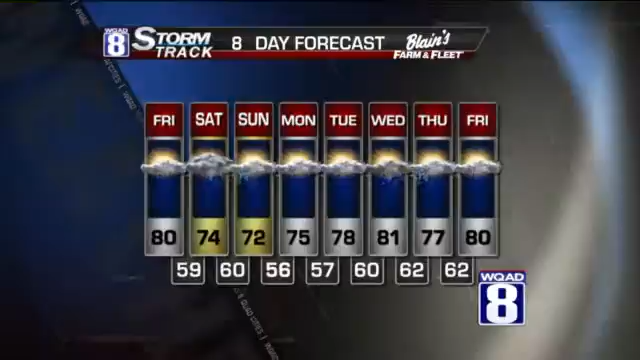 WQAD 8 STORM TRACK 8 DAY FORECAST Blain's FARM & FLEET
FRI SAT SUN MON TUE WED THU FRI
80 74 72 75 78 81 77 80
59 60 56 57 60 62 62
WQAD
8